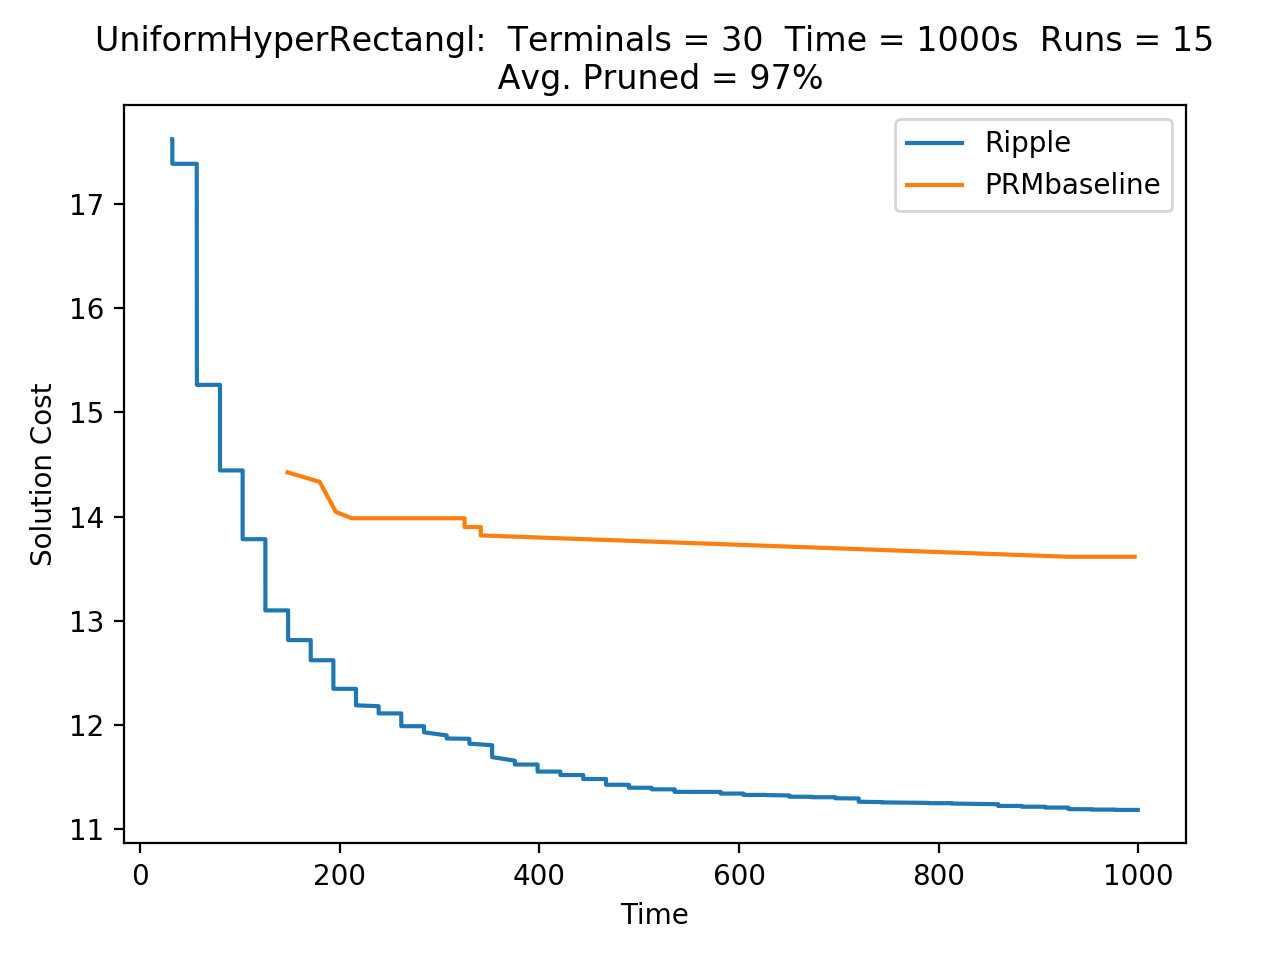 UniformHyperRectangl:  Terminals = 30  Time = 1000s  Runs = 15
Avg. Pruned = 97%
Ripple
PRMbaseline
17
16
15
14
13
12
11
Solution Cost
0 200 400 600 800 1000
Time